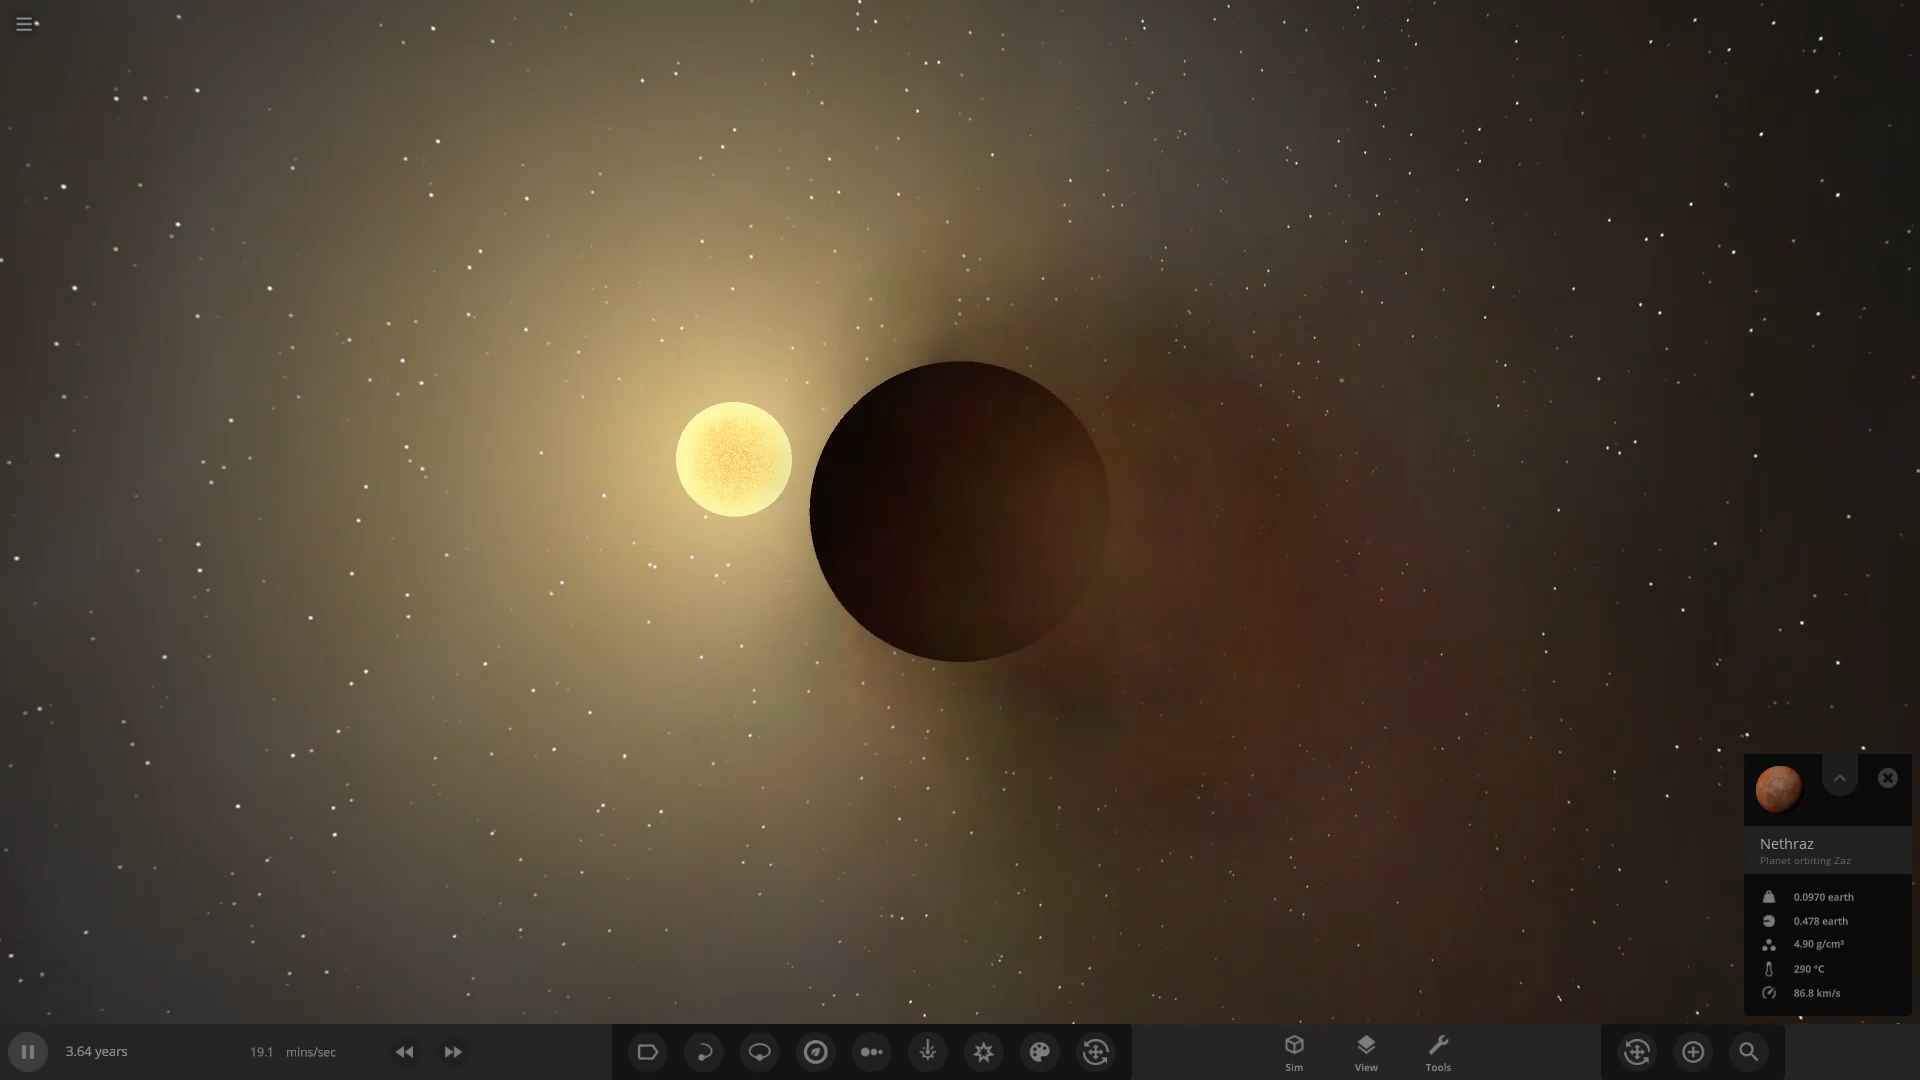 Nethraz
Planet orbiting Zaz
0.0970 earth
0.478 earth
4.90 g/cm³
290 °C
86.8 km/s
3.64 years
19.1 mins/sec
Sim
View
Tools